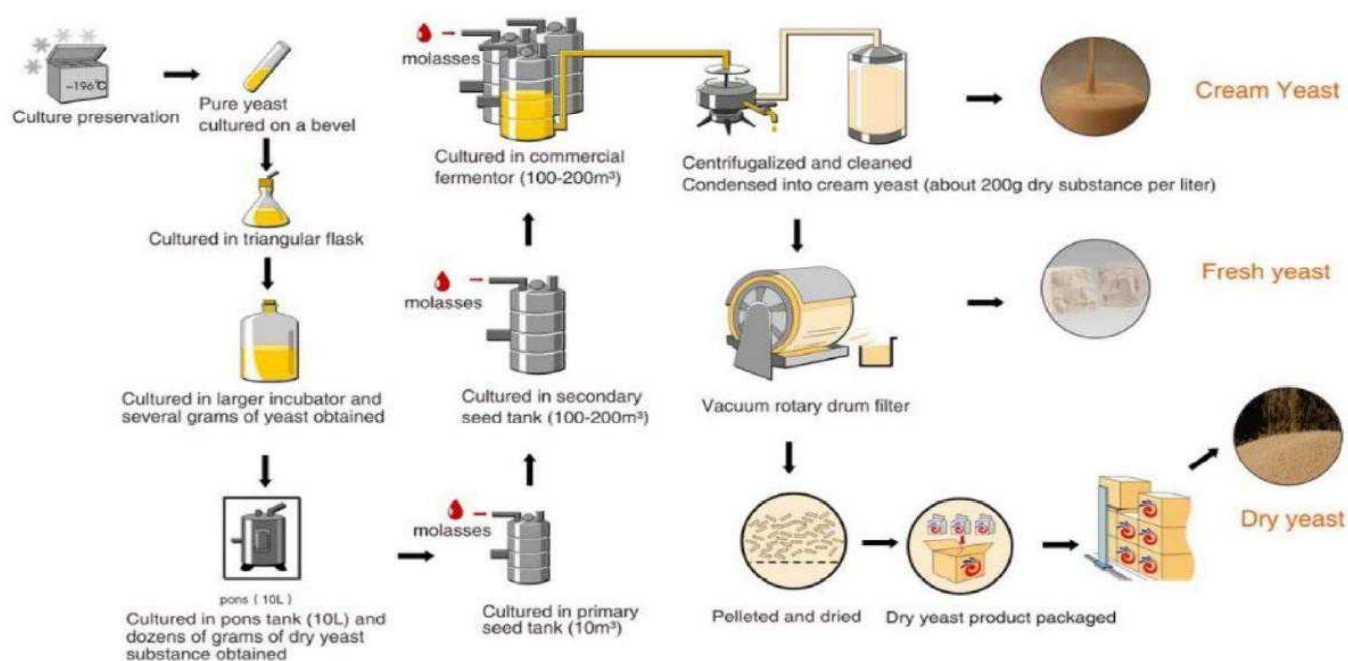 -196℃
Culture preservation
Pure yeast
cultured on a bevel
Cultured in triangular flask
Cultured in larger incubator and
several grams of yeast obtained
pons ( 10L )
Cultured in pons tank (10L) and
dozens of grams of dry yeast
substance obtained
molasses
Cultured in primary
seed tank (10m³)
molasses
Cultured in secondary
seed tank (100-200m³)
molasses
Cultured in commercial
fermentor (100-200m³)
Centrifugalized and cleaned
Condensed into cream yeast (about 200g dry substance per liter)
Cream Yeast
Vacuum rotary drum filter
Fresh yeast
Pelleted and dried
Dry yeast product packaged
Dry yeast